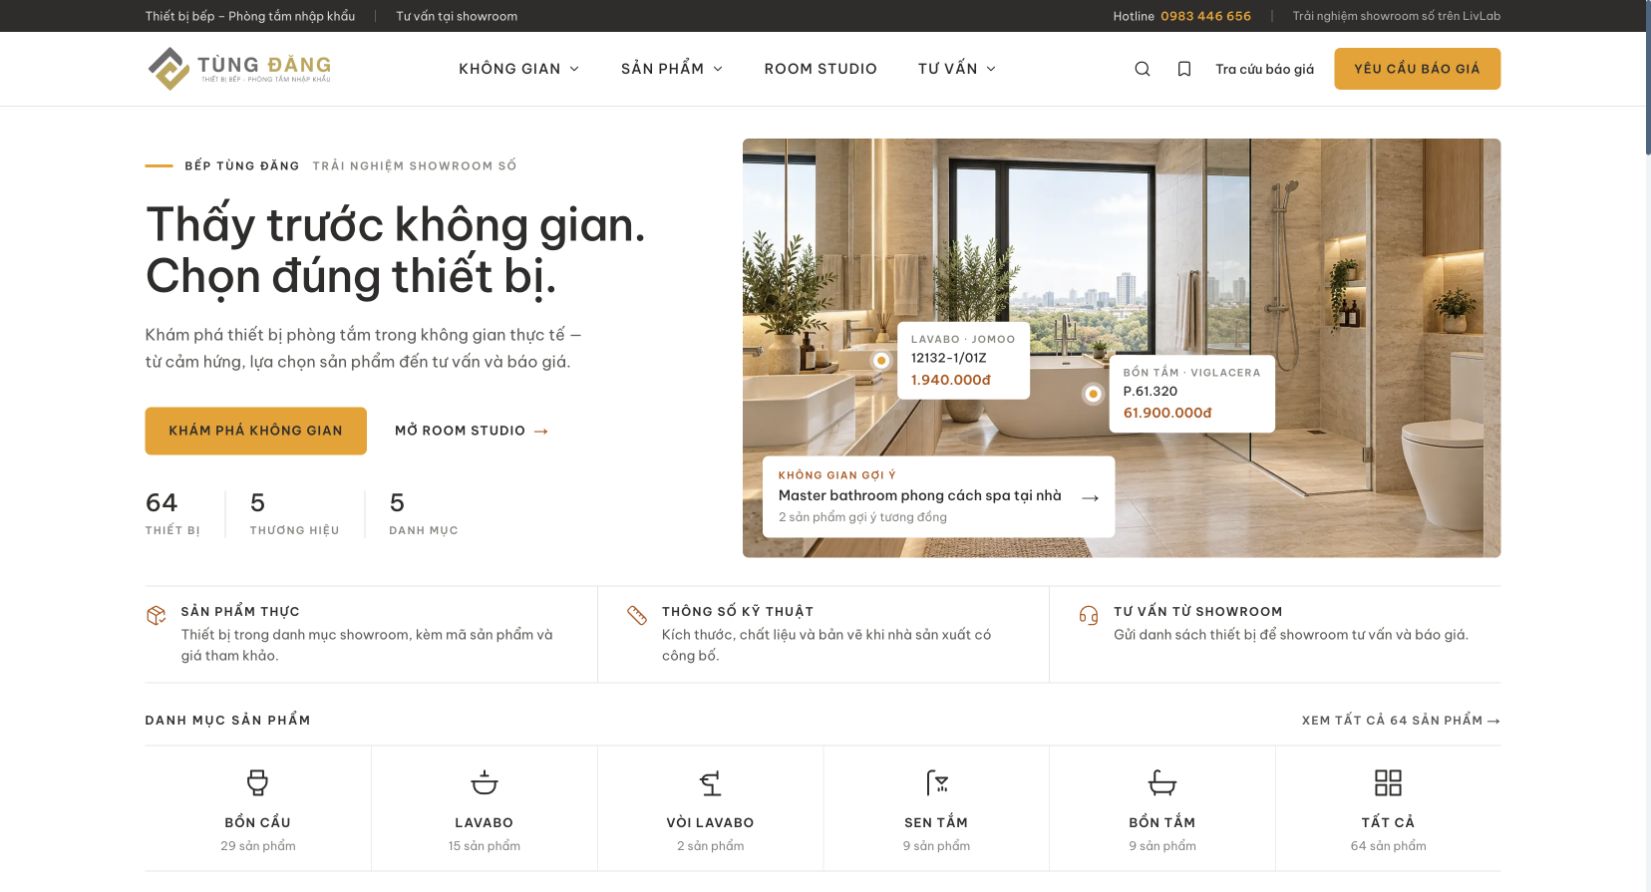 Thiết bị bếp – Phòng tắm nhập khẩu
Tư vấn tại showroom
Hotline 0983 446 656
Trải nghiệm showroom số trên LivLab
TÙNG ĐĂNG
THIẾT BỊ BẾP - PHÒNG TẮM NHẬP KHẨU
KHÔNG GIAN
SẢN PHẨM
ROOM STUDIO
TƯ VẤN
Tra cứu báo giá
YÊU CẦU BÁO GIÁ
BẾP TÙNG ĐĂNG TRẢI NGHIỆM SHOWROOM SỐ
Thấy trước không gian.
Chọn đúng thiết bị.
Khám phá thiết bị phòng tắm trong không gian thực tế —
từ cảm hứng, lựa chọn sản phẩm đến tư vấn và báo giá.
KHÁM PHÁ KHÔNG GIAN
MỞ ROOM STUDIO →
64
THIẾT BỊ
5
THƯƠNG HIỆU
5
DANH MỤC
LAVABO · JOMOO
12132-1/01Z
1.940.000đ
BỒN TẮM · VIGLACERA
P.61.320
61.900.000đ
KHÔNG GIAN GỢI Ý
Master bathroom phong cách spa tại nhà →
2 sản phẩm gợi ý tương đồng
SẢN PHẨM THỰC
Thiết bị trong danh mục showroom, kèm mã sản phẩm và
giá tham khảo.
THÔNG SỐ KỸ THUẬT
Kích thước, chất liệu và bản vẽ khi nhà sản xuất có
công bố.
TƯ VẤN TỪ SHOWROOM
Gửi danh sách thiết bị để showroom tư vấn và báo giá.
DANH MỤC SẢN PHẨM
XEM TẤT CẢ 64 SẢN PHẨM →
BỒN CẦU
29 sản phẩm
LAVABO
15 sản phẩm
VÒI LAVABO
2 sản phẩm
SEN TẮM
9 sản phẩm
BỒN TẮM
9 sản phẩm
TẤT CẢ
64 sản phẩm